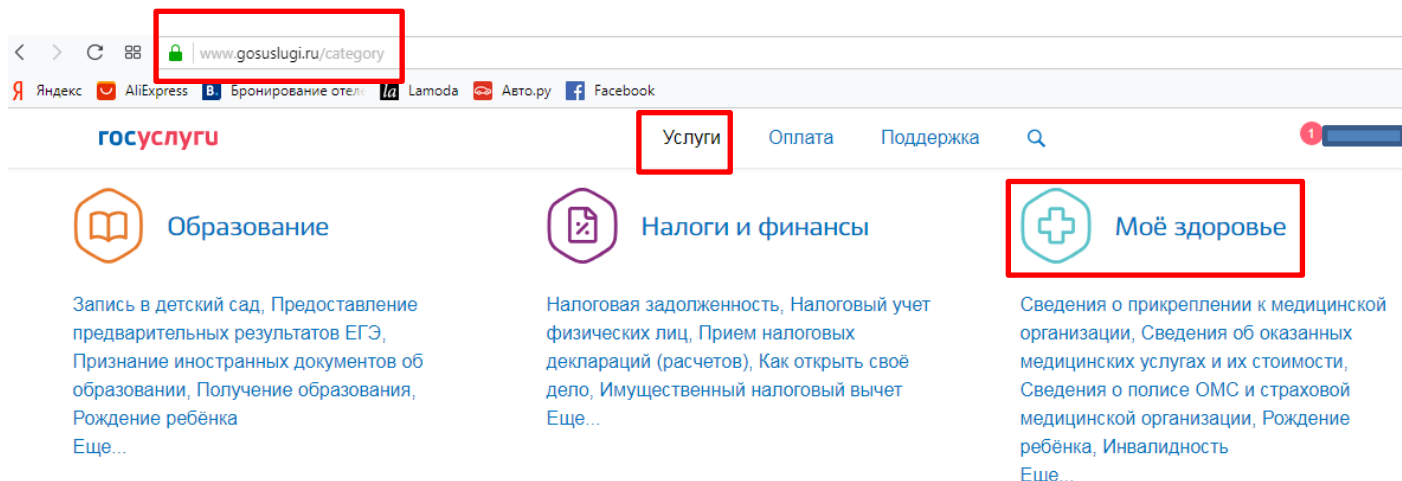 www.gosuslugi.ru/category
Я Яндекс AliExpress B. Бронирование отел la Lamoda Авто.ру f Facebook
госуслуги Услуги Оплата Поддержка 1
Образование
Запись в детский сад, Предоставление
предварительных результатов ЕГЭ,
Признание иностранных документов об
образовании, Получение образования,
Рождение ребёнка
Еще...
Налоги и финансы
Налоговая задолженность, Налоговый учет
физических лиц, Прием налоговых
деклараций (расчетов), Как открыть своё
дело, Имущественный налоговый вычет
Еще...
Моё здоровье
Сведения о прикреплении к медицинской
организации, Сведения об оказанных
медицинских услугах и их стоимости,
Сведения о полисе ОМС и страховой
медицинской организации, Рождение
ребёнка, Инвалидность
Еще...